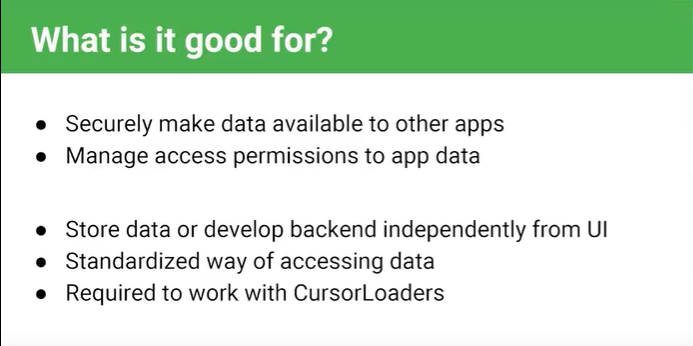 What is it good for?
● Securely make data available to other apps
● Manage access permissions to app data
● Store data or develop backend independently from UI
● Standardized way of accessing data
● Required to work with CursorLoaders